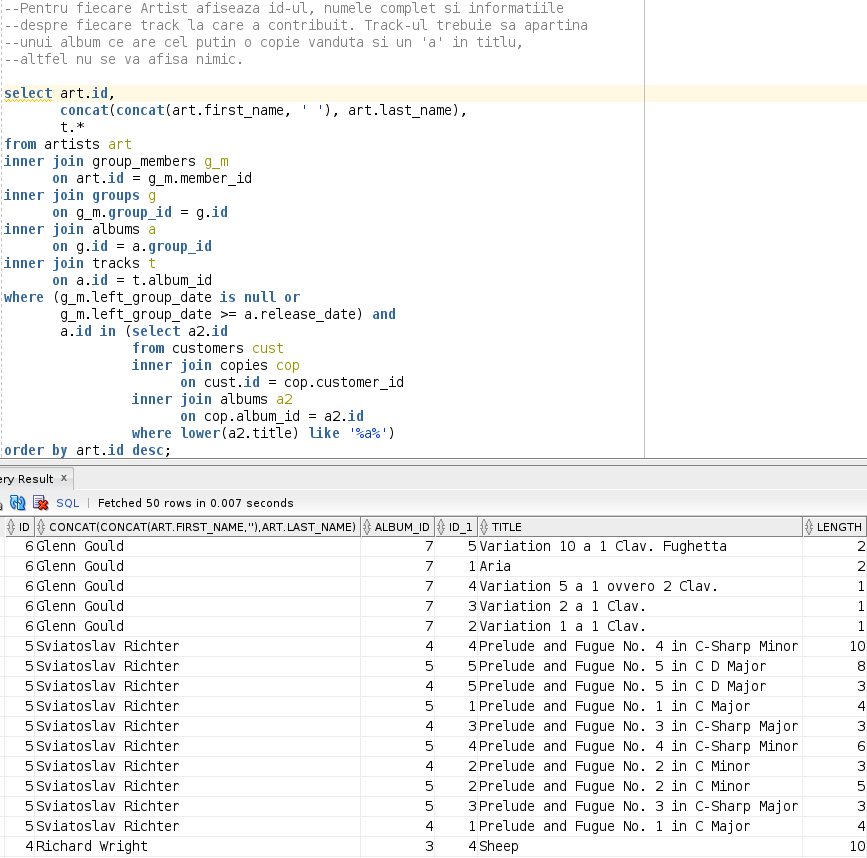 --Pentru fiecare Artist afiseaza id-ul, numele complet si informatiile
--despre fiecare track la care a contribuit. Track-ul trebuie sa apartina
--unui album ce are cel putin o copie vanduta si un 'a' in titlu,
--altfel nu se va afisa nimic.
select art.id,
concat(concat(art.first_name, ' '), art.last_name),
t.*
from artists art
inner join group_members g_m
on art.id = g_m.member_id
inner join groups g
on g_m.group_id = g.id
inner join albums a
on g.id = a.group_id
inner join tracks t
on a.id = t.album_id
where (g_m.left_group_date is null or
g_m.left_group_date >= a.release_date) and
a.id in (select a2.id
from customers cust
inner join copies cop
on cust.id = cop.customer_id
inner join albums a2
on cop.album_id = a2.id
where lower(a2.title) like '%a%')
order by art.id desc;
ery Result x
SQL | Fetched 50 rows in 0.007 seconds
ID CONCAT(CONCAT(ART.FIRST_NAME,''),ART.LAST_NAME) ALBUM_ID ID_1 TITLE LENGTH
6 Glenn Gould 7 5 Variation 10 a 1 Clav. Fughetta 2
6 Glenn Gould 7 1 Aria 2
6 Glenn Gould 7 4 Variation 5 a 1 ovvero 2 Clav. 1
6 Glenn Gould 7 3 Variation 2 a 1 Clav. 1
6 Glenn Gould 7 2 Variation 1 a 1 Clav. 1
5 Sviatoslav Richter 4 4 Prelude and Fugue No. 4 in C-Sharp Minor 10
5 Sviatoslav Richter 5 5 Prelude and Fugue No. 5 in C D Major 8
5 Sviatoslav Richter 4 5 Prelude and Fugue No. 5 in C D Major 3
5 Sviatoslav Richter 5 1 Prelude and Fugue No. 1 in C Major 4
5 Sviatoslav Richter 4 3 Prelude and Fugue No. 3 in C-Sharp Major 3
5 Sviatoslav Richter 5 4 Prelude and Fugue No. 4 in C-Sharp Minor 6
5 Sviatoslav Richter 4 2 Prelude and Fugue No. 2 in C Minor 3
5 Sviatoslav Richter 5 2 Prelude and Fugue No. 2 in C Minor 5
5 Sviatoslav Richter 5 3 Prelude and Fugue No. 3 in C-Sharp Major 3
5 Sviatoslav Richter 4 1 Prelude and Fugue No. 1 in C Major 4
4 Richard Wright 3 4 Sheep 10